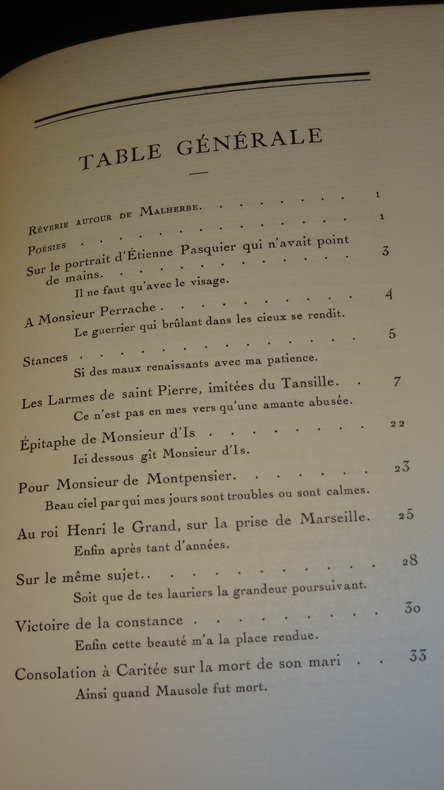 TABLE GÉNÉRALE
RÊVERIE AUTOUR DE MALHERBE. . . . . . . . 1
POÉSIES . . . . . . . . . . . 1
Sur le portrait d'Étienne Pasquier qui n'avait point
de mains. . . . . . . . . . . 3
Il ne faut qu'avec le visage.
A Monsieur Perrache . . . . . . . . . 4
Le guerrier qui brûlant dans les cieux se rendit.
Stances . . . . . . . . . . . 5
Si des maux renaissants avec ma patience.
Les Larmes de saint Pierre, imitées du Tansille. . 7
Ce n'est pas en mes vers qu'une amante abusée.
Épitaphe de Monsieur d'Is . . . . . . . 22
Ici dessous gît Monsieur d'Is.
Pour Monsieur de Montpensier. . . . . . 23
Beau ciel par qui mes jours sont troubles ou sont calmes.
Au roi Henri le Grand, sur la prise de Marseille. 25
Enfin après tant d'années.
Sur le même sujet. . . . . . . . . . 28
Soit que de tes lauriers la grandeur poursuivant.
Victoire de la constance . . . . . . . . 30
Enfin cette beauté m'a la place rendue.
Consolation à Caritée sur la mort de son mari . . 33
Ainsi quand Mausole fut mort.